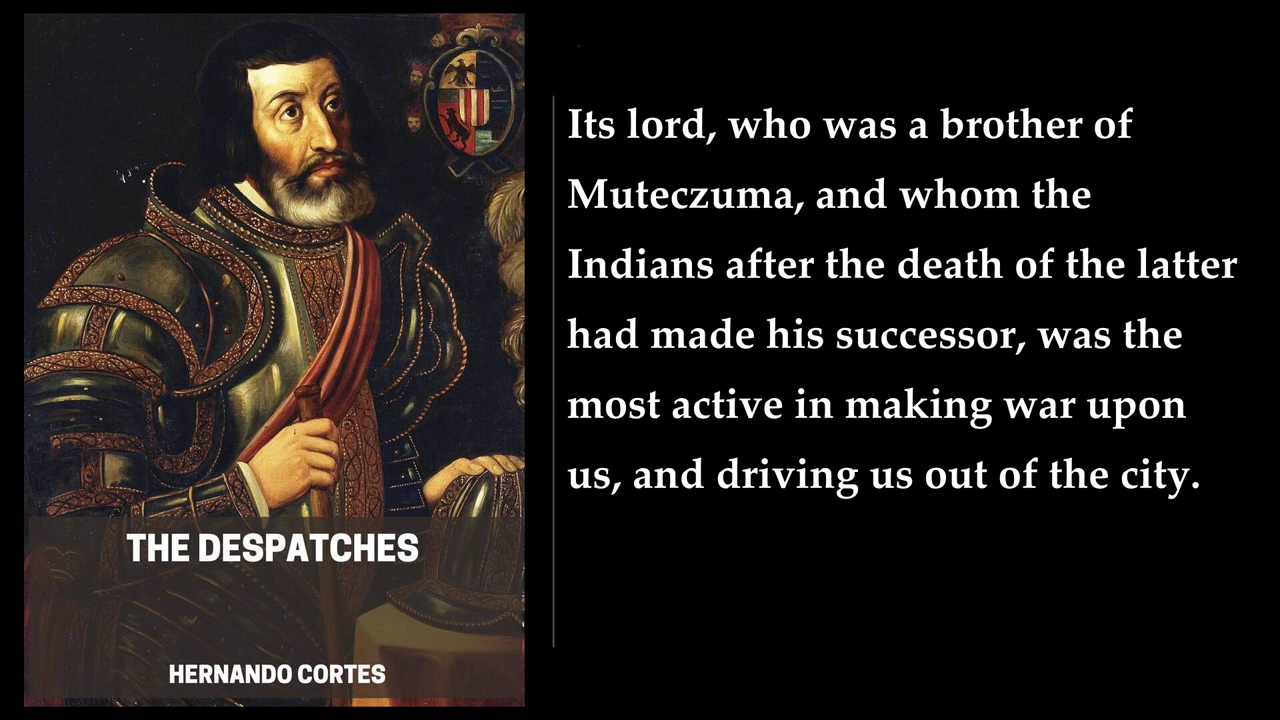 THE DESPATCHES
HERNANDO CORTES
Its lord, who was a brother of
Muteczuma, and whom the
Indians after the death of the latter
had made his successor, was the
most active in making war upon
us, and driving us out of the city.